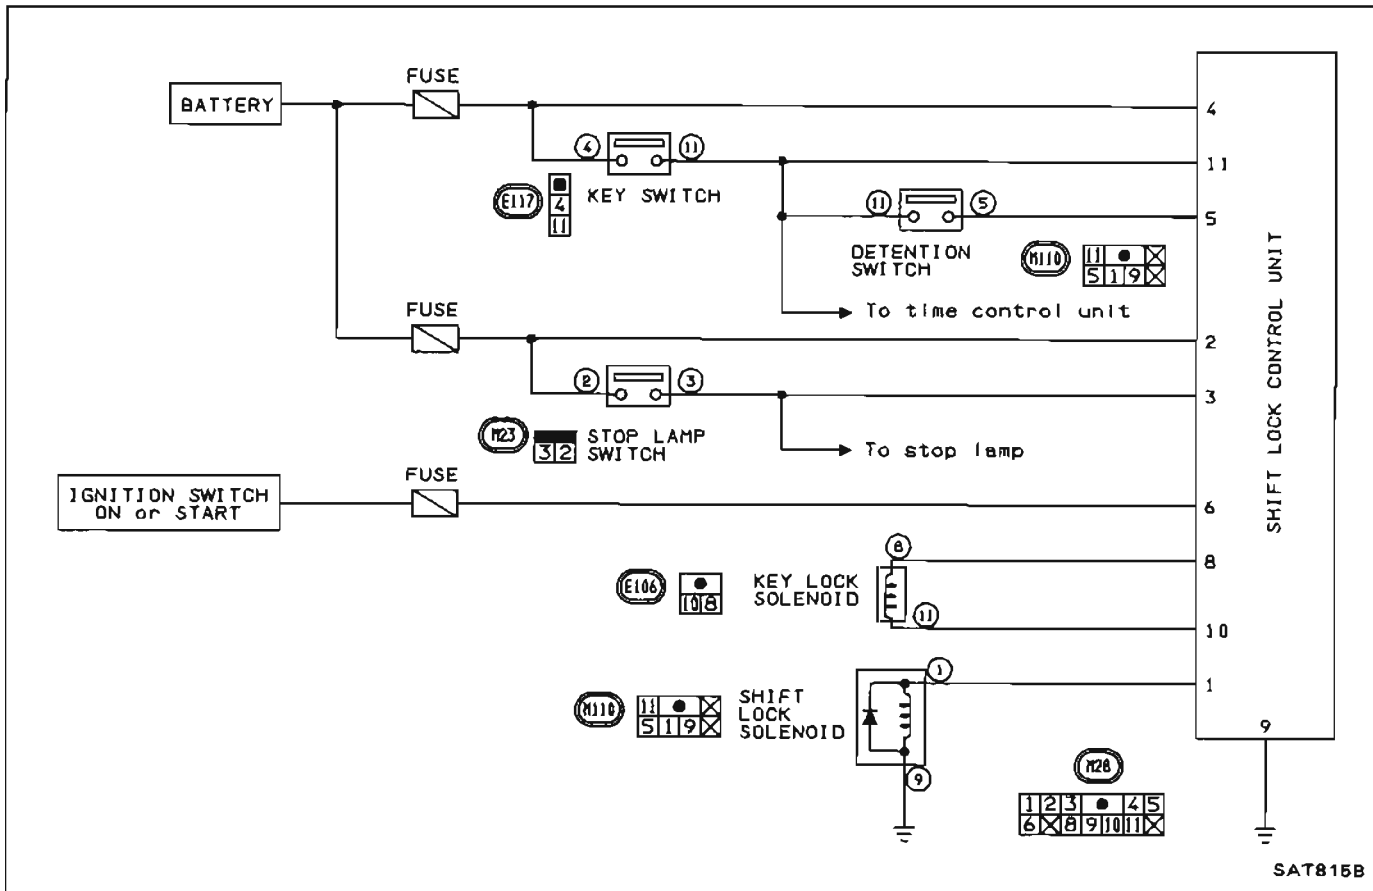 FUSE
BATTERY
4
4
11
11
KEY SWITCH
E117
4
11
11
5
5
DETENTION
SWITCH
M110
11
5 1 9
To time control unit
FUSE
2
2
3
3
M23
3 2
STOP LAMP
SWITCH
To stop lamp
SHIFT LOCK CONTROL UNIT
IGNITION SWITCH
ON or START
FUSE
6
8
8
E106
10 8
KEY LOCK
SOLENOID
11
10
1
1
M110
11
5 1 9
SHIFT
LOCK
SOLENOID
9
9
M28
1 2 3 4 5
6 8 9 10 11
SAT815B